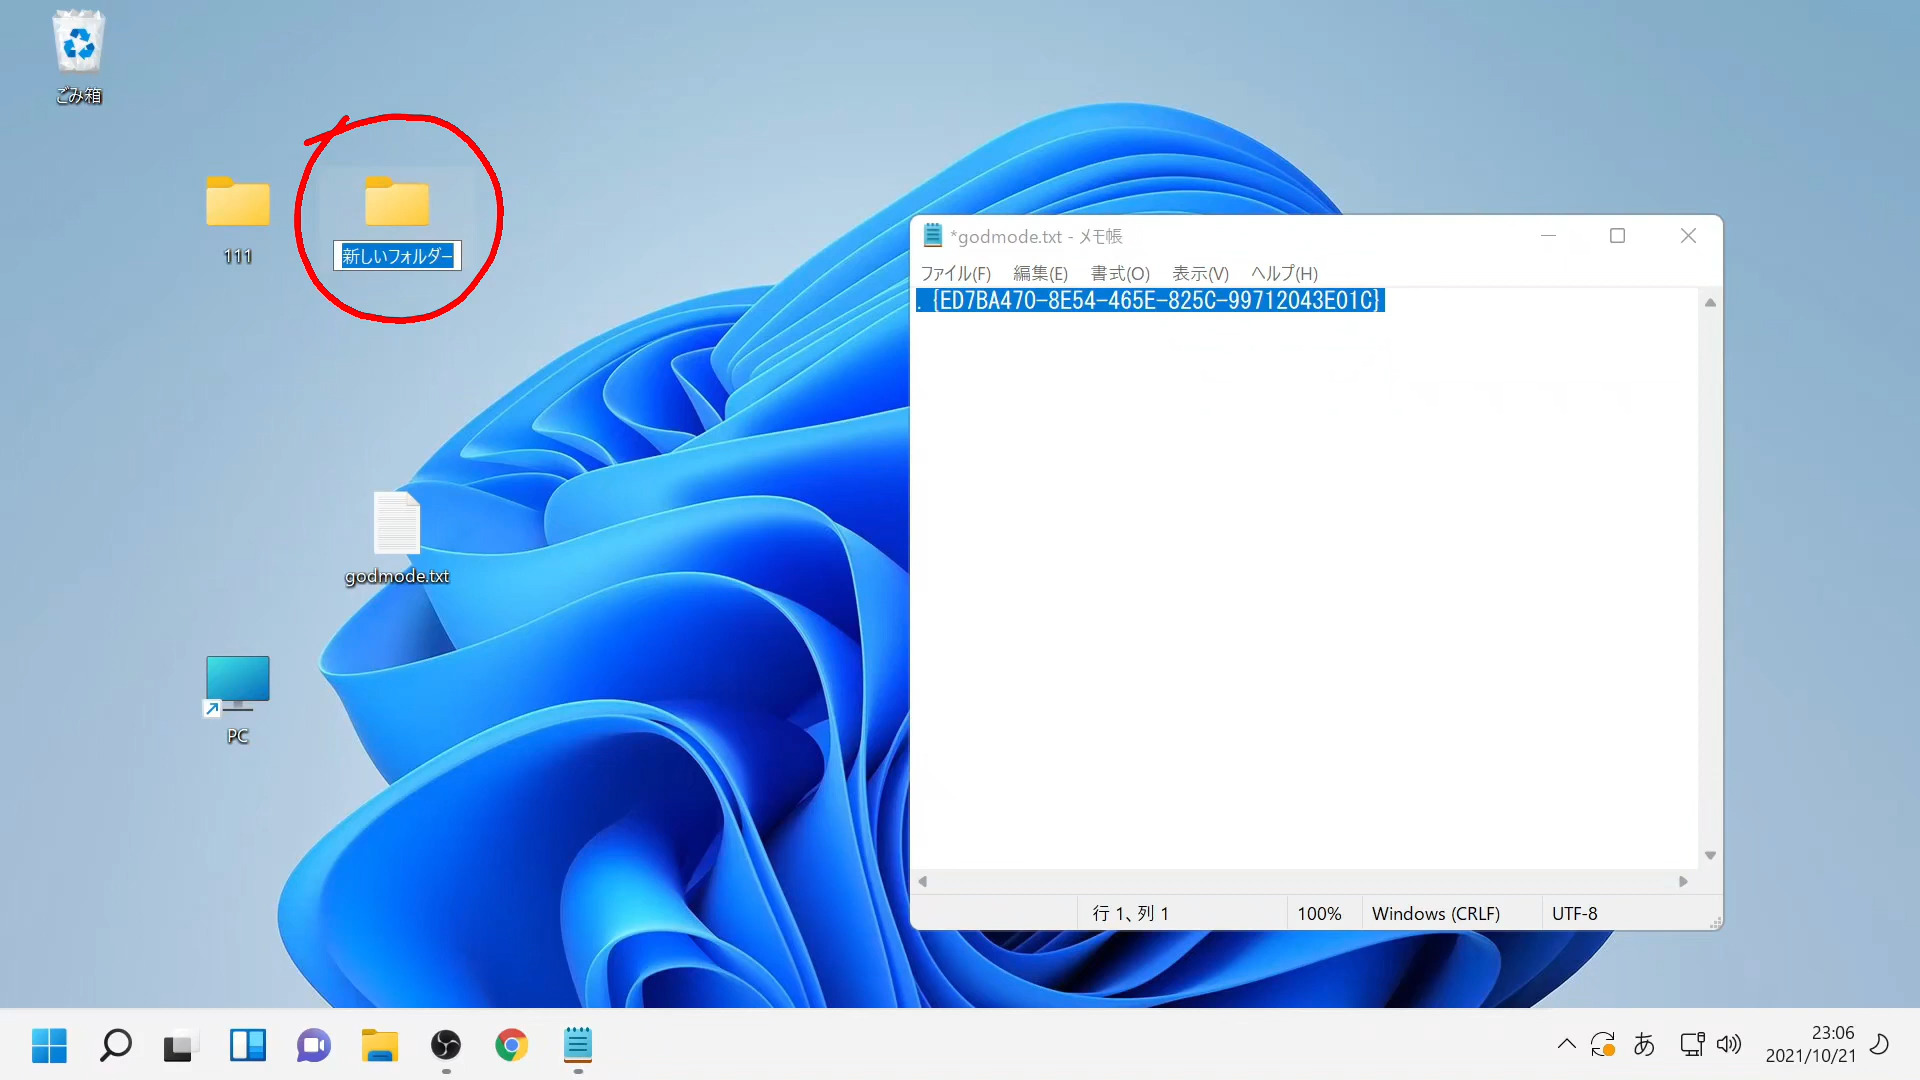 ごみ箱
111
新しいフォルダー
godmode.txt
PC
*godmode.txt - メモ帳
ファイル(F) 編集(E) 書式(O) 表示(V) ヘルプ(H)
.{ED7BA470-8E54-465E-825C-99712043E01C}
行 1、列 1
100%
Windows (CRLF)
UTF-8
あ
23:06
2021/10/21